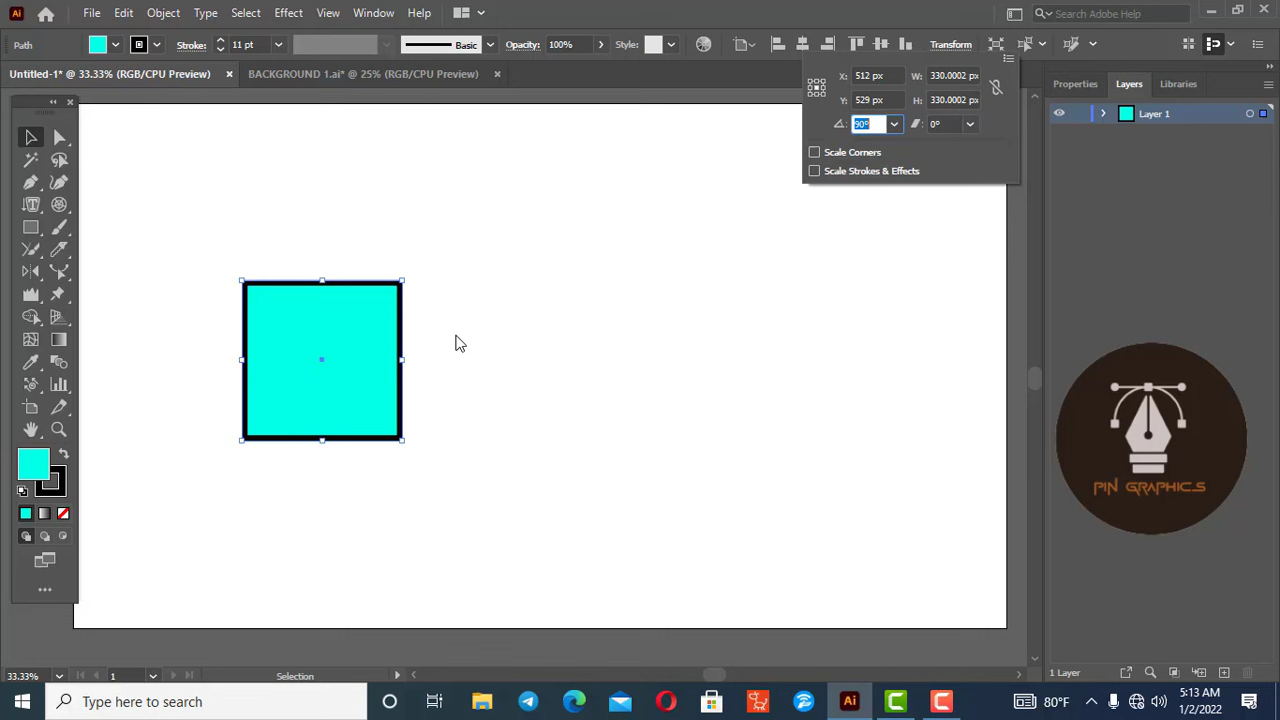 File Edit Object Type Select Effect View Window Help Search Adobe Help
Stroke: 11 pt Basic Opacity: 100% Style: Transform
Untitled-1* @ 33.33% (RGB/CPU Preview) BACKGROUND 1.ai* @ 25% (RGB/CPU Preview)
X: 512 px W: 330.0002 px
Y: 529 px H: 330.0002 px
90° 0°
Scale Corners
Scale Strokes & Effects
Properties Layers Libraries
Layer 1
PIN GRAPHICS
33.33% 1 Selection
1 Layer
Type here to search
80°F
5:13 AM
1/2/2022